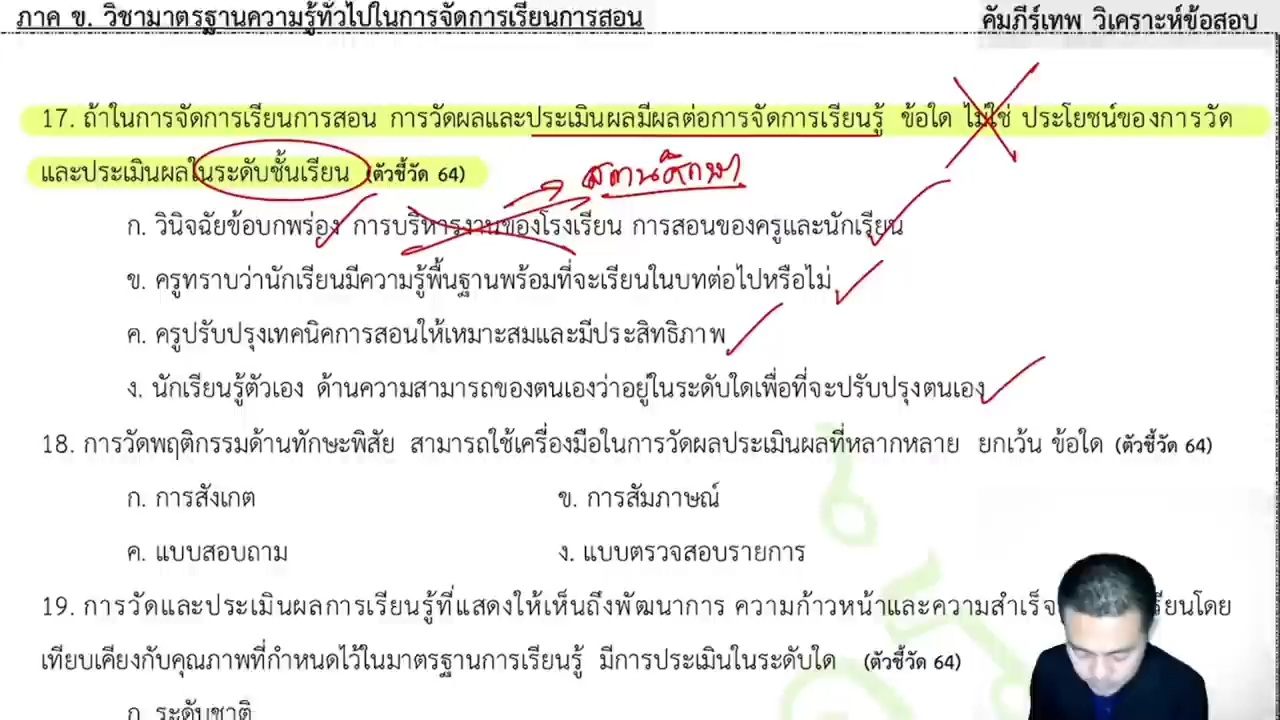 ภาค ข. วิชามาตรฐานความรู้ทั่วไปในการจัดการเรียนการสอน คัมภีร์เทพ วิเคราะห์ข้อสอบ
17. ถ้าในการจัดการเรียนการสอน การวัดผลและประเมินผลมีผลต่อการจัดการเรียนรู้ ข้อใด ไม่ใช่ ประโยชน์ของการวัด
และประเมินผลในระดับชั้นเรียน (ตัวชี้วัด 64) สถานศึกษา
ก. วินิจฉัยข้อบกพร่อง การบริหารงานของโรงเรียน การสอนของครูและนักเรียน
ข. ครูทราบว่านักเรียนมีความรู้พื้นฐานพร้อมที่จะเรียนในบทต่อไปหรือไม่
ค. ครูปรับปรุงเทคนิคการสอนให้เหมาะสมและมีประสิทธิภาพ
ง. นักเรียนรู้ตัวเอง ด้านความสามารถของตนเองว่าอยู่ในระดับใดเพื่อที่จะปรับปรุงตนเอง
18. การวัดพฤติกรรมด้านทักษะพิสัย สามารถใช้เครื่องมือในการวัดผลประเมินผลที่หลากหลาย ยกเว้น ข้อใด (ตัวชี้วัด 64)
ก. การสังเกต ข. การสัมภาษณ์
ค. แบบสอบถาม ง. แบบตรวจสอบรายการ
19. การวัดและประเมินผลการเรียนรู้ที่แสดงให้เห็นถึงพัฒนาการ ความก้าวหน้าและความสำเร็จ เรียนโดย
เทียบเคียงกับคุณภาพที่กำหนดไว้ในมาตรฐานการเรียนรู้ มีการประเมินในระดับใด (ตัวชี้วัด 64)
ก. ระดับชาติ